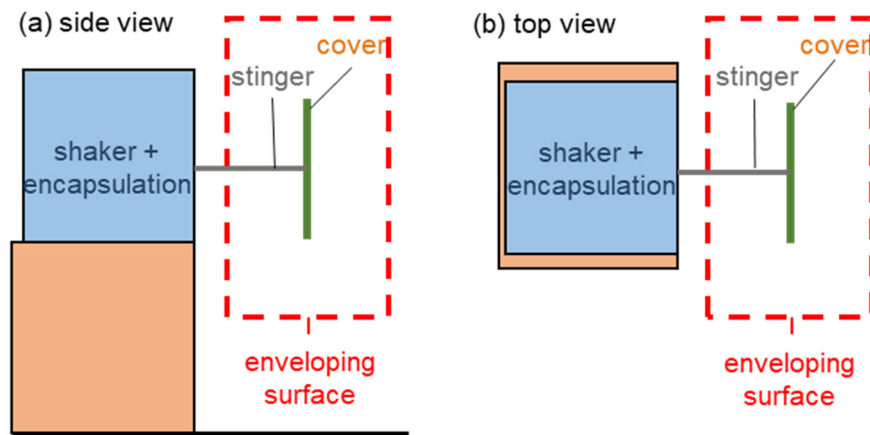 (a) side view
cover
stinger
shaker +
encapsulation
enveloping
surface
(b) top view
cover
stinger
shaker +
encapsulation
enveloping
surface